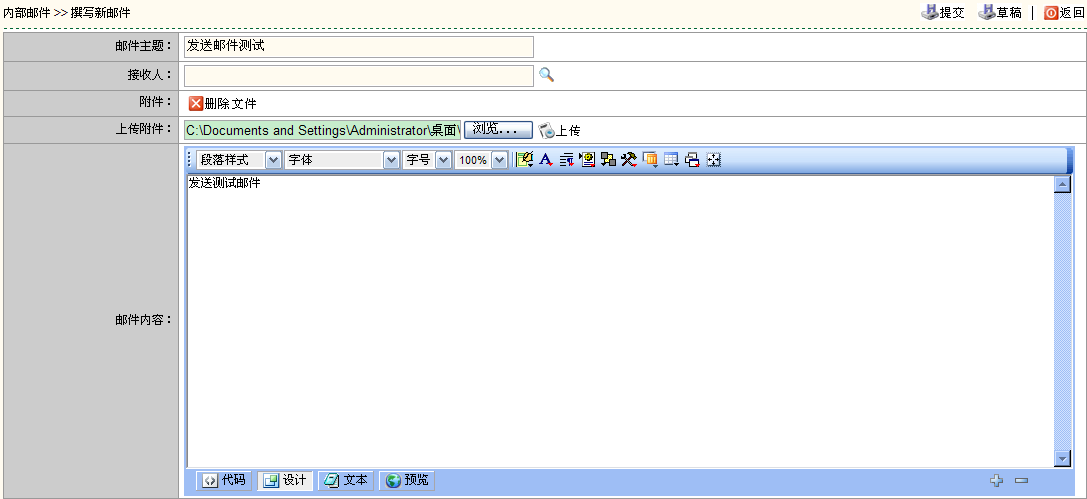 内部邮件 >> 撰写新邮件 提交 草稿 | 返回
邮件主题： 发送邮件测试
接收人：
附件： 删除文件
上传附件： C:\Documents and Settings\Administrator\桌面\ 浏览... 上传
段落样式 字体 字号 100%
发送测试邮件
邮件内容：
代码 设计 文本 预览